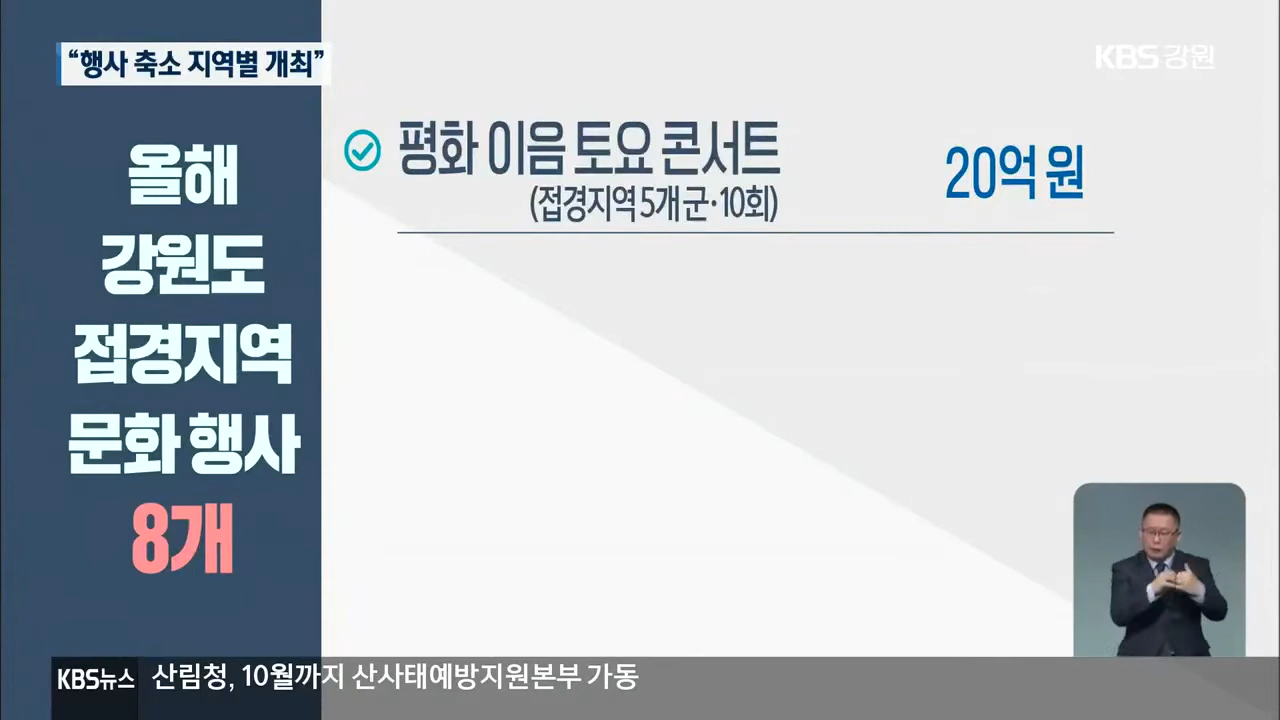 “행사 축소 지역별 개최”
KBS 강원
올해
강원도
접경지역
문화 행사
8개
평화 이음 토요 콘서트
(접경지역 5개 군·10회)
20억 원
KBS뉴스
산림청, 10월까지 산사태예방지원본부 가동